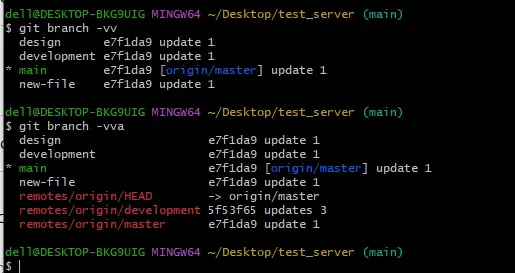 dell@DESKTOP-BKG9UIG MINGW64 ~/Desktop/test_server (main)
$ git branch -vv
design e7f1da9 update 1
development e7f1da9 update 1
* main e7f1da9 [origin/master] update 1
new-file e7f1da9 update 1
dell@DESKTOP-BKG9UIG MINGW64 ~/Desktop/test_server (main)
$ git branch -vva
design e7f1da9 update 1
development e7f1da9 update 1
* main e7f1da9 [origin/master] update 1
new-file e7f1da9 update 1
remotes/origin/HEAD -> origin/master
remotes/origin/development 5f53f65 updates 3
remotes/origin/master e7f1da9 update 1
dell@DESKTOP-BKG9UIG MINGW64 ~/Desktop/test_server (main)
$